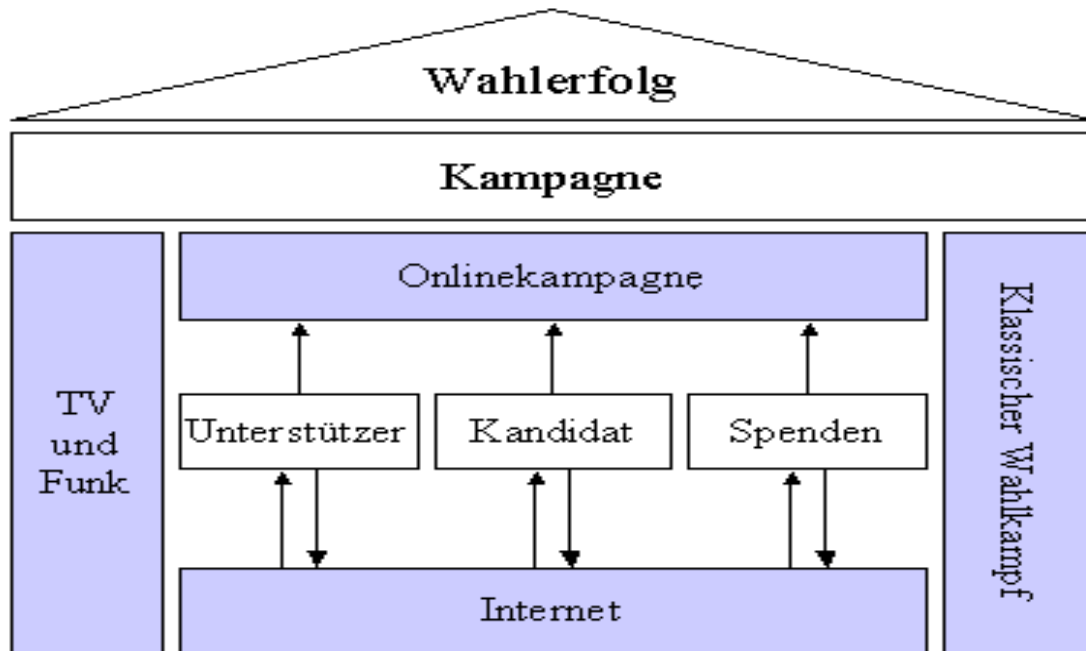 Wahlerfolg
Kampagne
Onlinekampagne
TV
und
Funk
Unterstützer
Kandidat
Spenden
Internet
Klassischer Wahlkampf